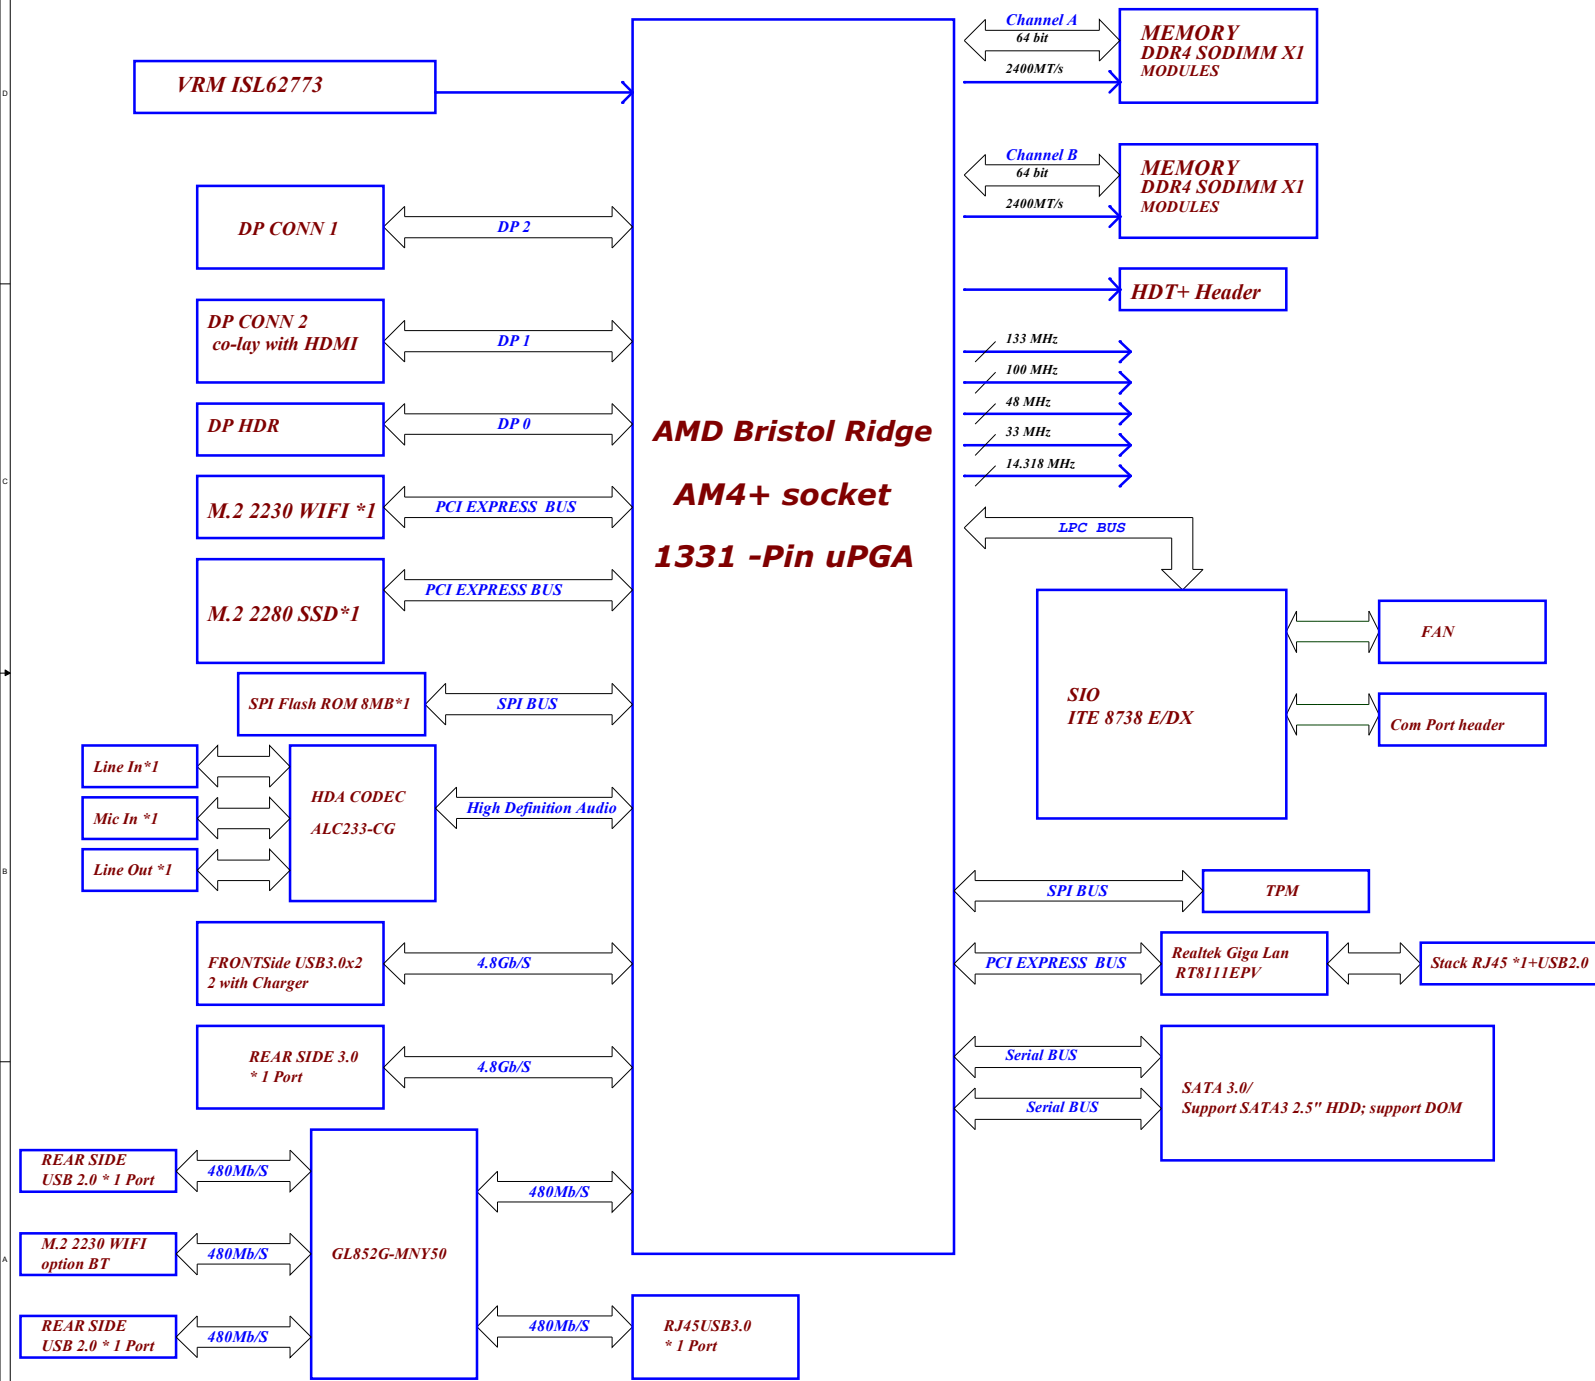 D
C
B
A
VRM ISL62773
DP CONN 1
DP 2
DP CONN 2
co-lay with HDMI
DP 1
DP HDR
DP 0
M.2 2230 WIFI *1
PCI EXPRESS BUS
M.2 2280 SSD*1
PCI EXPRESS BUS
SPI Flash ROM 8MB*1
SPI BUS
Line In*1
Mic In *1
Line Out *1
HDA CODEC
ALC233-CG
High Definition Audio
FRONTSide USB3.0x2
2 with Charger
4.8Gb/S
REAR SIDE 3.0
* 1 Port
4.8Gb/S
REAR SIDE
USB 2.0 * 1 Port
480Mb/S
M.2 2230 WIFI
option BT
480Mb/S
REAR SIDE
USB 2.0 * 1 Port
480Mb/S
GL852G-MNY50
480Mb/S
480Mb/S
RJ45USB3.0
* 1 Port
AMD Bristol Ridge
AM4+ socket
1331 -Pin uPGA
Channel A
64 bit
2400MT/s
MEMORY
DDR4 SODIMM X1
MODULES
Channel B
64 bit
2400MT/s
MEMORY
DDR4 SODIMM X1
MODULES
HDT+ Header
133 MHz
100 MHz
48 MHz
33 MHz
14.318 MHz
LPC BUS
SIO
ITE 8738 E/DX
FAN
Com Port header
SPI BUS
TPM
PCI EXPRESS BUS
Realtek Giga Lan
RT8111EPV
Stack RJ45 *1+USB2.0
Serial BUS
Serial BUS
SATA 3.0/
Support SATA3 2.5" HDD; support DOM